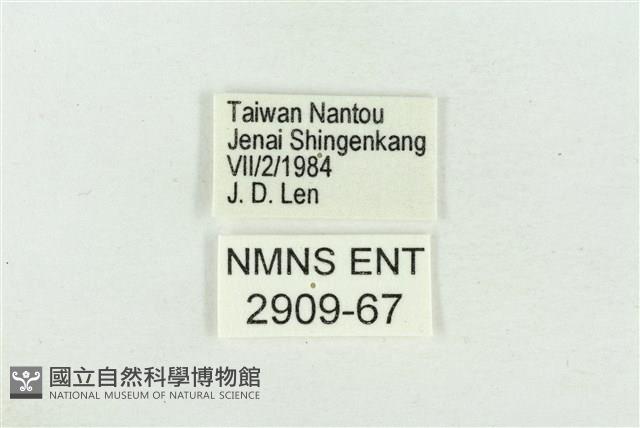 Taiwan Nantou
Jenai Shingenkang
VII/2/1984
J. D. Len
NMNS ENT
2909-67
國立自然科學博物館
NATIONAL MUSEUM OF NATURAL SCIENCE